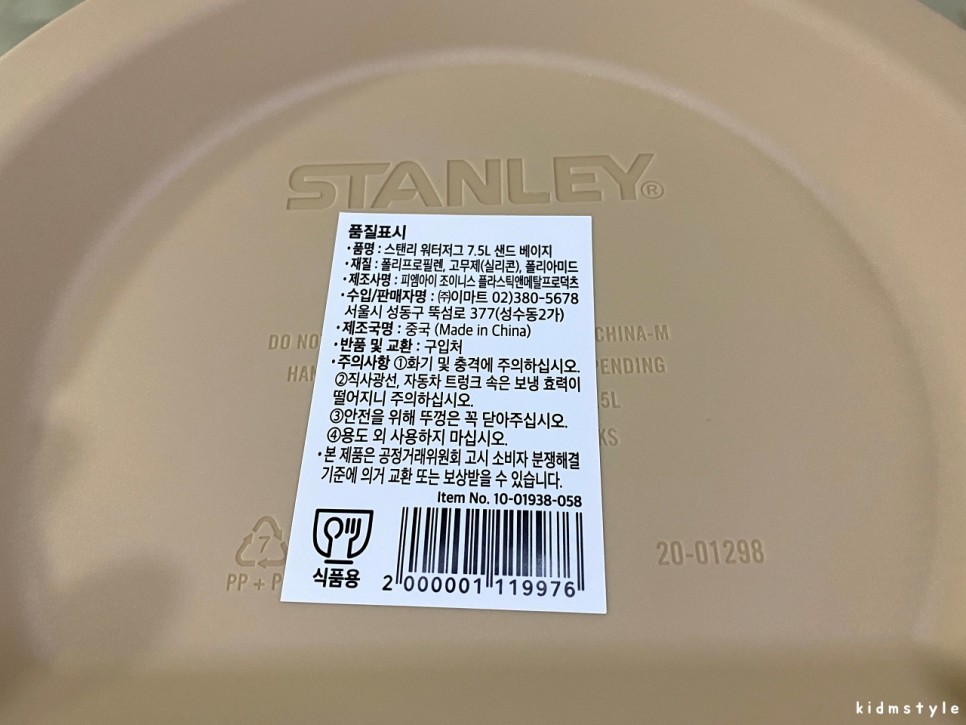 STANLEY®
품질표시
·품명 : 스탠리 워터저그 7.5L 샌드 베이지
·재질 : 폴리프로필렌, 고무제(실리콘), 폴리아미드
·제조사명 : 피엠아이 조이니스 플라스틱앤메탈프로덕츠
·수입/판매자명 : ㈜이마트 02)380-5678
서울시 성동구 뚝섬로 377(성수동2가)
·제조국명 : 중국 (Made in China)
·반품 및 교환 : 구입처
·주의사항 ①화기 및 충격에 주의하십시오.
②직사광선, 자동차 트렁크 속은 보냉 효력이
떨어지니 주의하십시오.
③안전을 위해 뚜껑은 꼭 닫아주십시오.
④용도 외 사용하지 마십시오.
·본 제품은 공정거래위원회 고시 소비자 분쟁해결
기준에 의거 교환 또는 보상받을 수 있습니다.
Item No. 10-01938-058
식품용
2 000001 119976
DO NO
CHINA-M
HAN
PENDING
5L
KS
7
PP + P
20-01298
kidmstyle